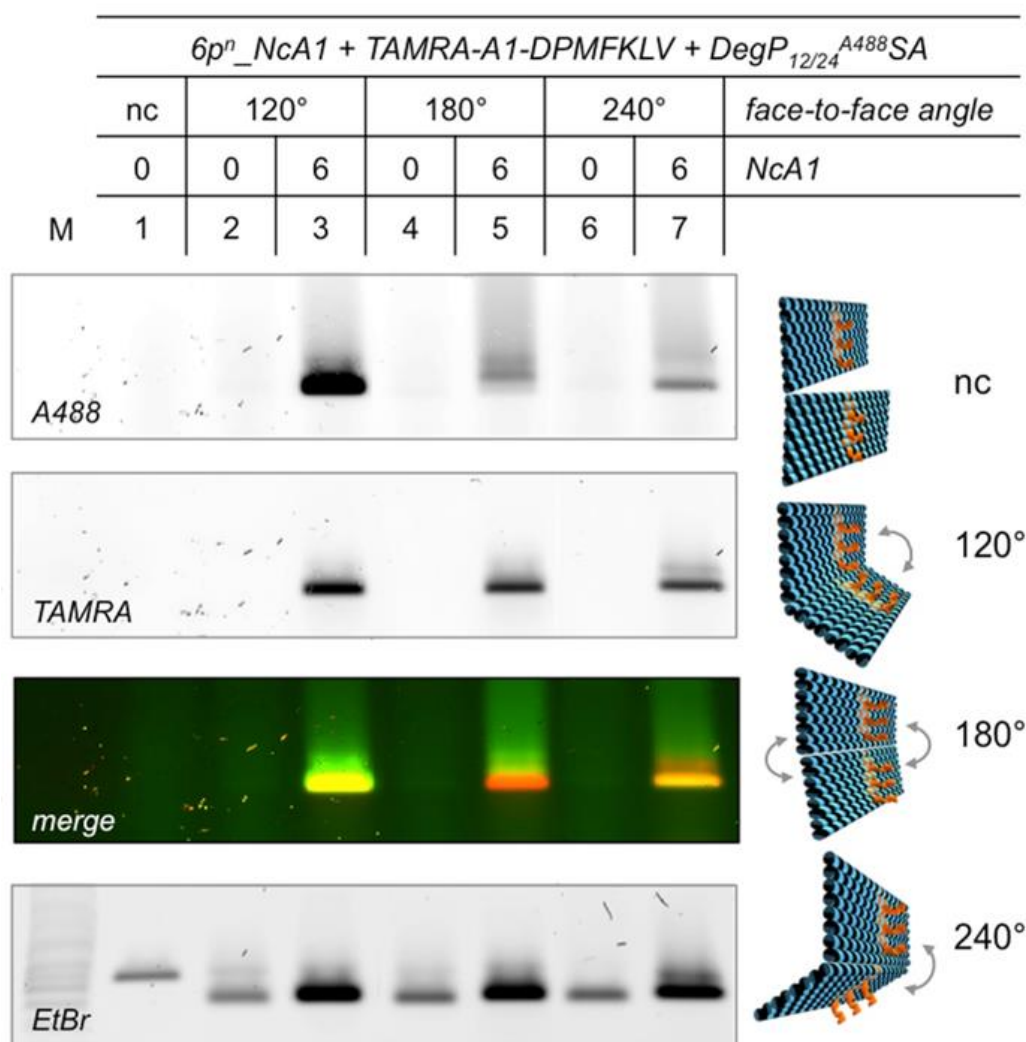 6pⁿ_NcA1 + TAMRA-A1-DPMFKLV + DegP₁₂/₂₄ᴬ⁴⁸⁸SA
nc 120° 180° 240° face-to-face angle
0 0 6 0 6 0 6 NcA1
M 1 2 3 4 5 6 7
A488
nc
TAMRA
120°
merge
180°
EtBr
240°